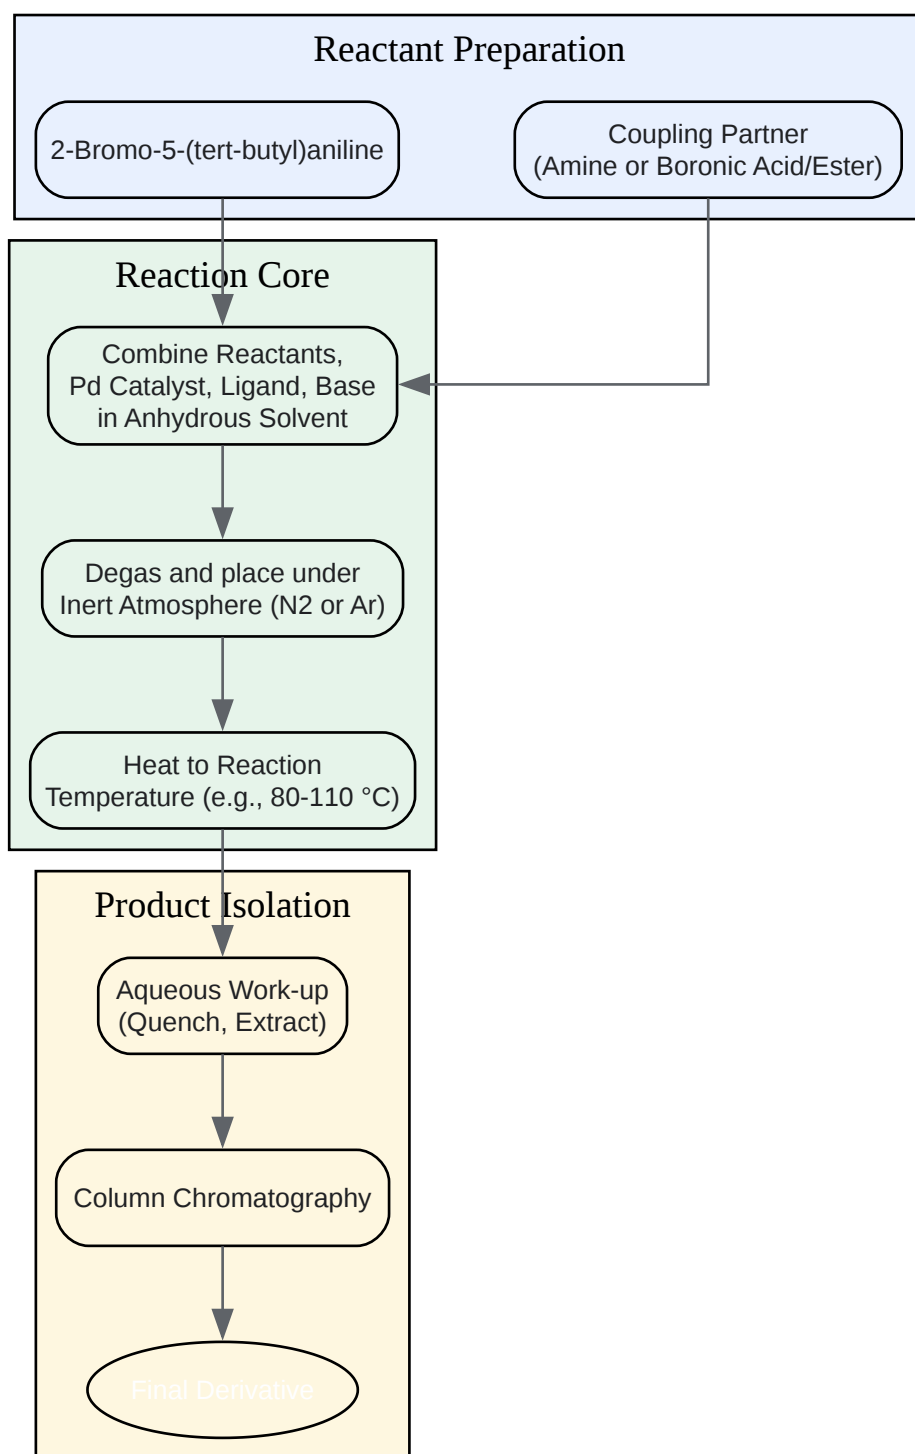 Reactant Preparation
2-Bromo-5-(tert-butyl)aniline
Coupling Partner
(Amine or Boronic Acid/Ester)
Reaction Core
Combine Reactants,
Pd Catalyst, Ligand, Base
in Anhydrous Solvent
Degas and place under
Inert Atmosphere (N2 or Ar)
Heat to Reaction
Temperature (e.g., 80-110 °C)
Product Isolation
Aqueous Work-up
(Quench, Extract)
Column Chromatography
Final Derivative